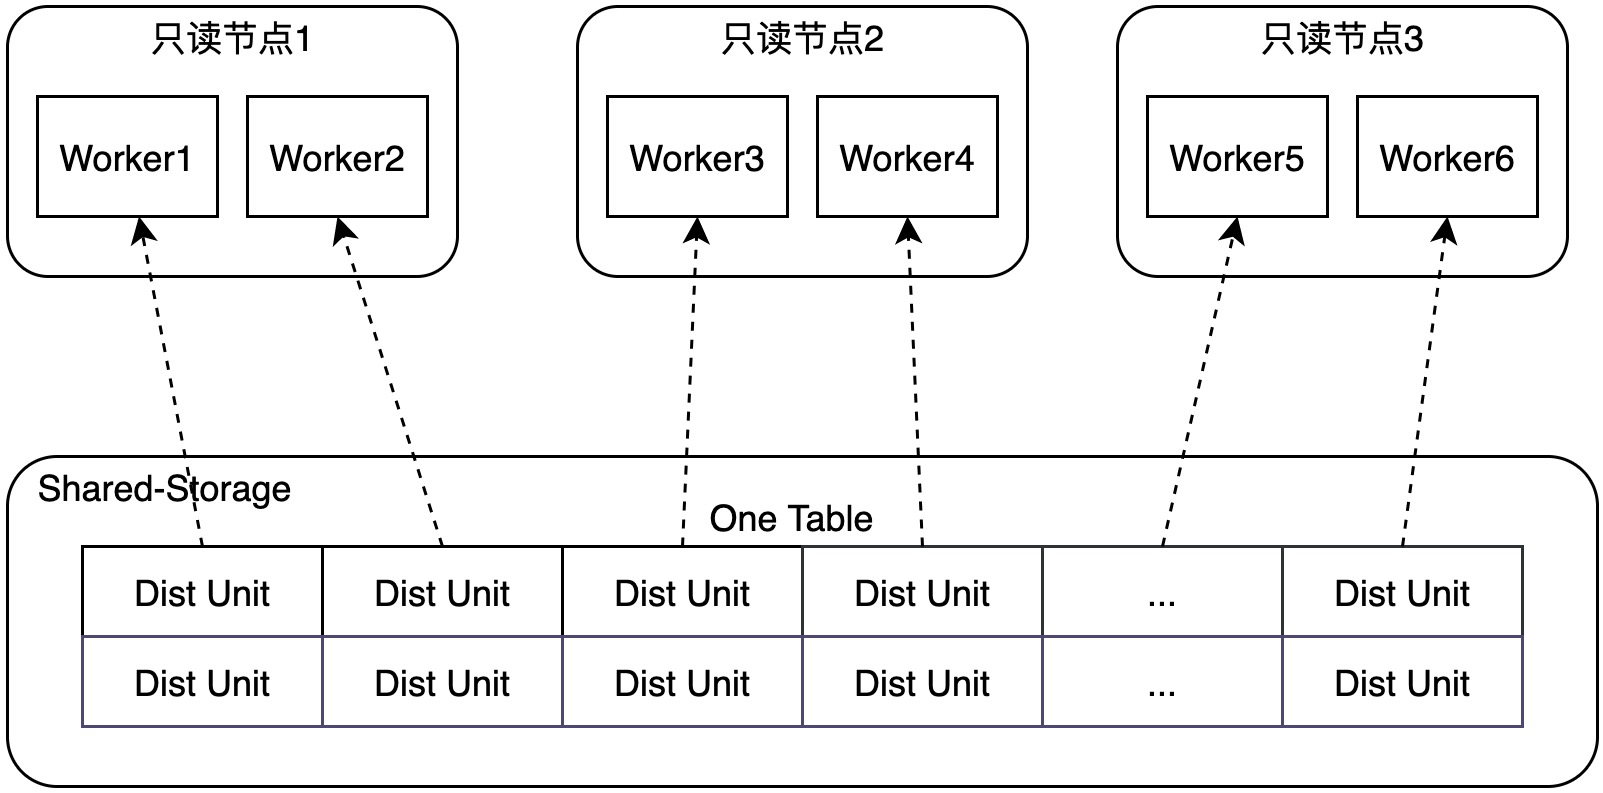 只读节点1
只读节点2
只读节点3
Worker1
Worker2
Worker3
Worker4
Worker5
Worker6
Shared-Storage
One Table
Dist Unit
Dist Unit
Dist Unit
Dist Unit
...
Dist Unit
Dist Unit
Dist Unit
Dist Unit
Dist Unit
...
Dist Unit